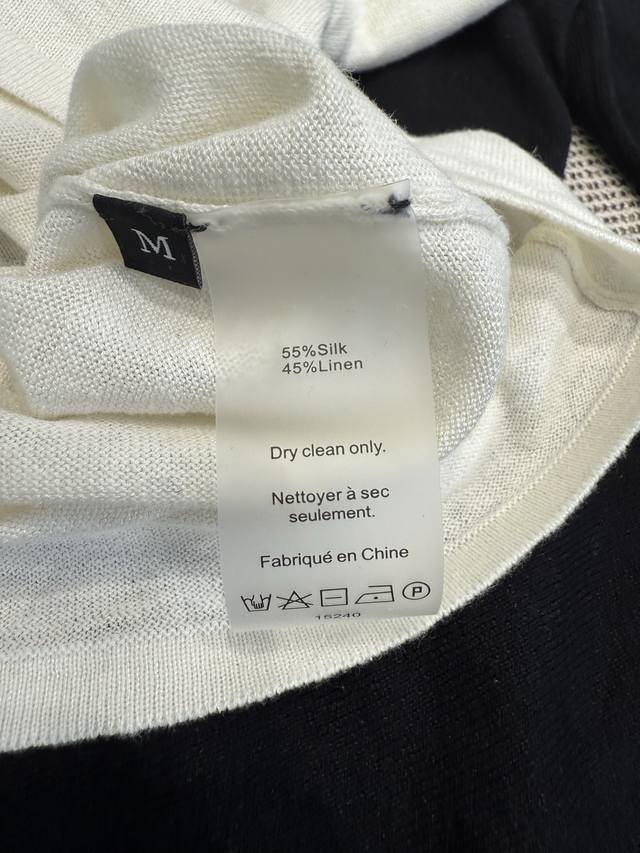 M
55%Silk
45%Linen
Dry clean only.
Nettoyer à sec
seulement.
Fabriqué en Chine
P
15240